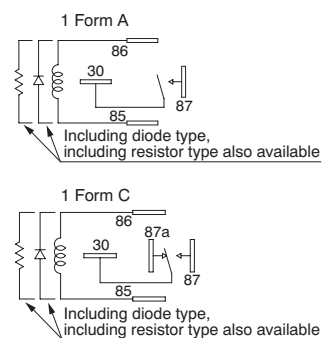 1 Form A
86
30
87
85
Including diode type,
including resistor type also available
1 Form C
86
87a
30
87
85
Including diode type,
including resistor type also available